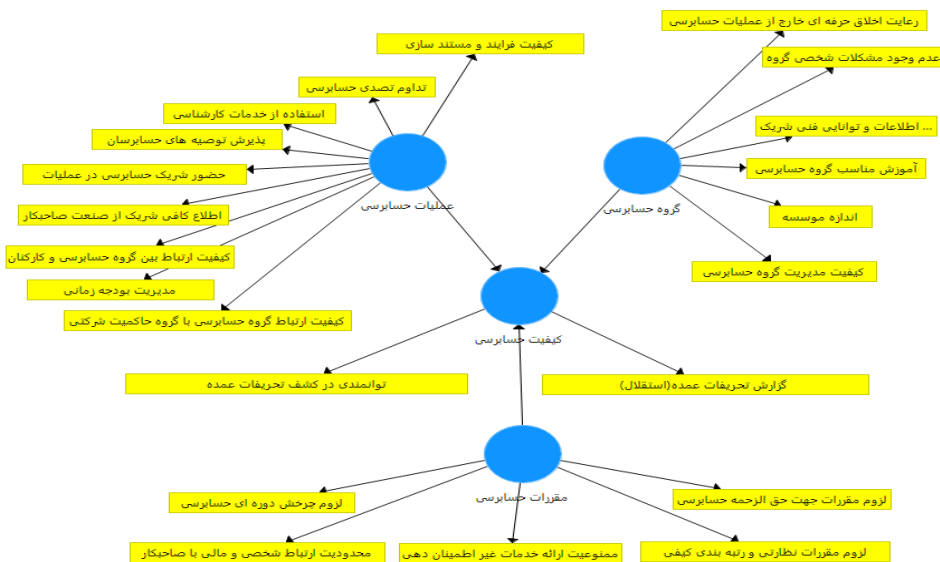 رعایت اخلاق حرفه ای خارج از عملیات حسابرسی
کیفیت فرایند و مستند سازی
عدم وجود مشکلات شخصی گروه
تداوم تصدی حسابرسی
استفاده از خدمات کارشناسی
اطلاعات و توانایی فنی شریک ...
پذیرش توصیه های حسابرسان
آموزش مناسب گروه حسابرسی
حضور شریک حسابرسی در عملیات
گروه حسابرسی
عملیات حسابرسی
اندازه موسسه
اطلاع کافی شریک از صنعت صاحبکار
کیفیت ارتباط بین گروه حسابرسی و کارکنان
کیفیت مدیریت گروه حسابرسی
مدیریت بودجه زمانی
کیفیت ارتباط گروه حسابرسی با گروه حاکمیت شرکتی
کیفیت حسابرسی
گزارش تحریفات عمده(استقلال)
توانمندی در کشف تحریفات عمده
مقررات حسابرسی
لزوم مقررات جهت حق الزحمه حسابرسی
لزوم چرخش دوره ای حسابرسی
لزوم مقررات نظارتی و رتبه بندی کیفی
ممنوعیت ارائه خدمات غیر اطمینان دهی
محدودیت ارتباط شخصی و مالی با صاحبکار